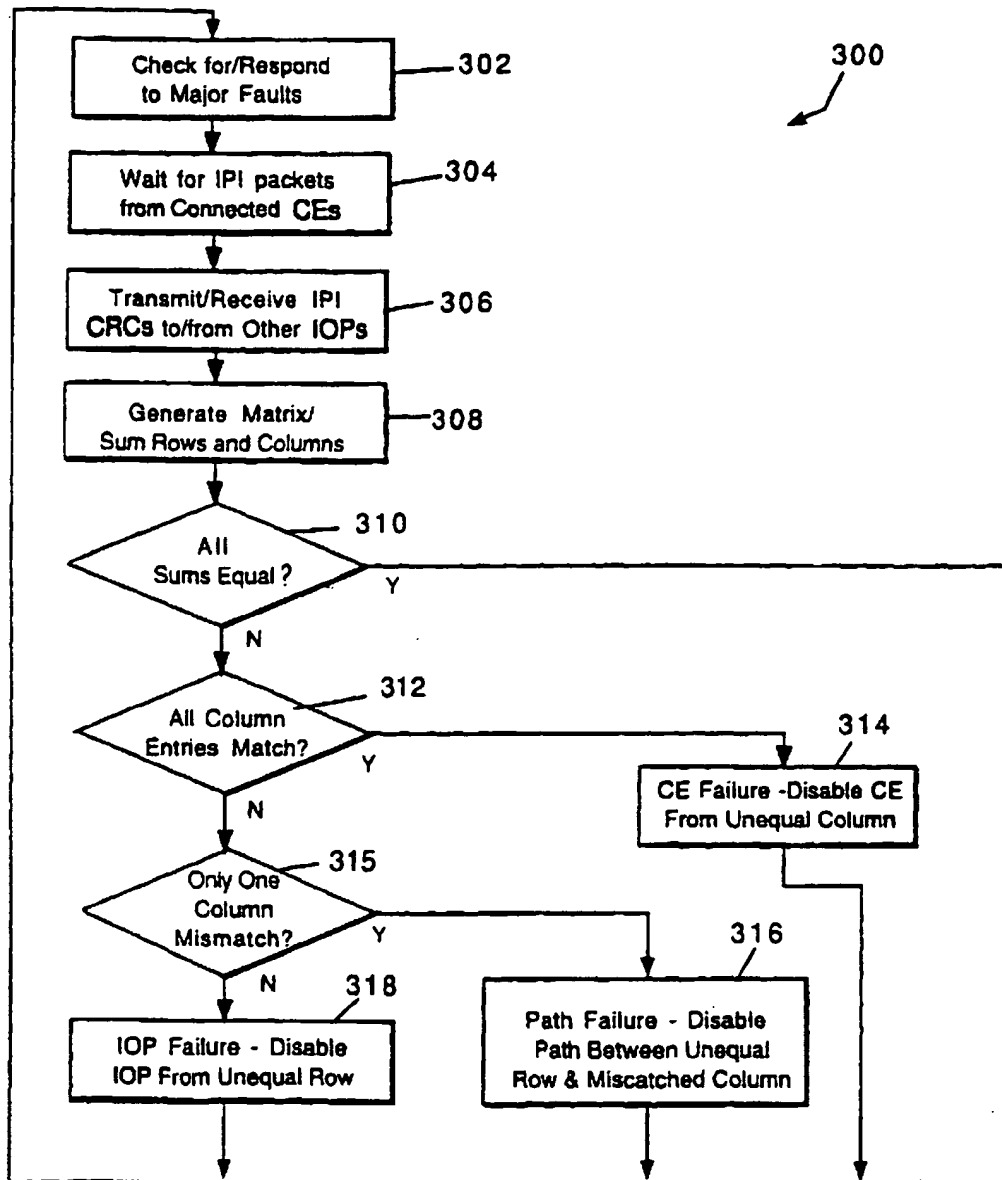 Check for/Respond
to Major Faults
302
300
Wait for IPI packets
from Connected CEs
304
Transmit/Receive IPI
CRCs to/from Other IOPs
306
Generate Matrix/
Sum Rows and Columns
308
310
All
Sums Equal?
Y
N
312
All Column
Entries Match?
Y
N
314
CE Failure -Disable CE
From Unequal Column
315
Only One
Column
Mismatch?
Y
N
316
Path Failure - Disable
Path Between Unequal
Row & Miscatched Column
318
IOP Failure - Disable
IOP From Unequal Row